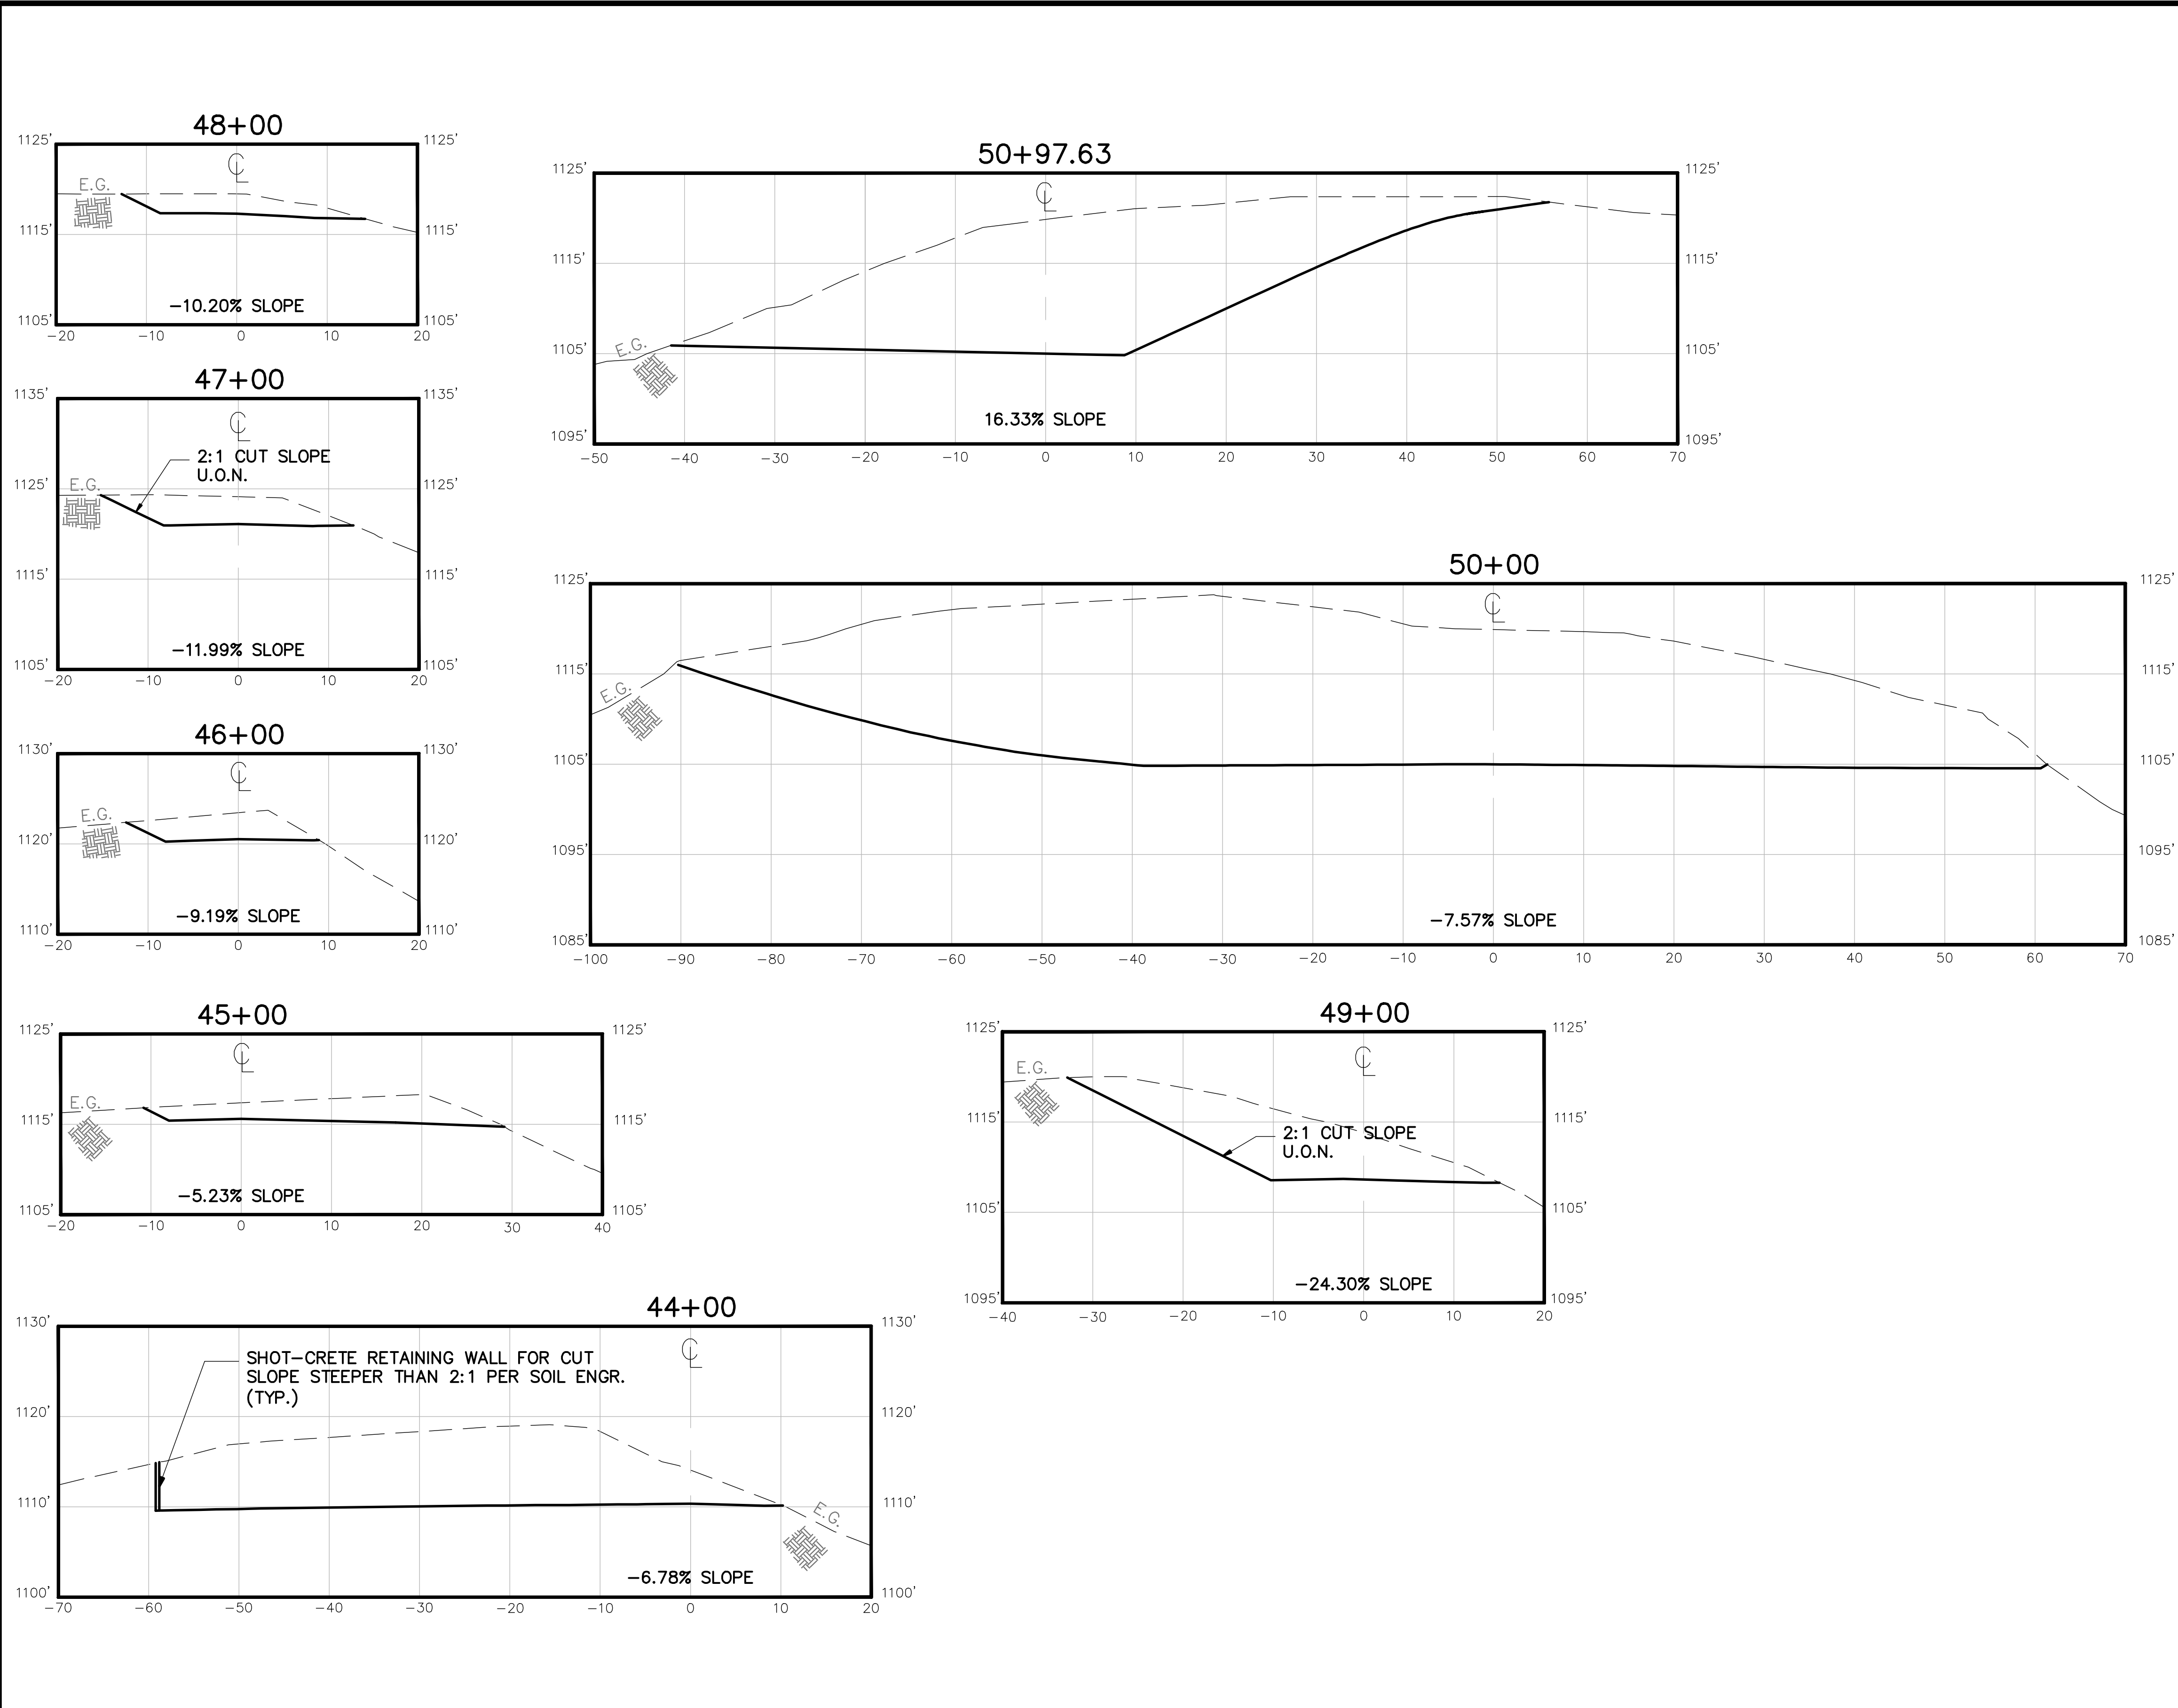 48+00
1125' 1125'
E.G.
℄
1115' 1115'
-10.20% SLOPE
1105' 1105'
-20 -10 0 10 20
47+00
1135' 1135'
℄
2:1 CUT SLOPE
U.O.N.
E.G.
1125' 1125'
1115' 1115'
-11.99% SLOPE
1105' 1105'
-20 -10 0 10 20
46+00
1130' 1130'
℄
E.G.
1120' 1120'
-9.19% SLOPE
1110' 1110'
-20 -10 0 10 20
45+00
1125' 1125'
℄
E.G.
1115' 1115'
-5.23% SLOPE
1105' 1105'
-20 -10 0 10 20 30 40
44+00
1130' 1130'
℄
SHOT-CRETE RETAINING WALL FOR CUT
SLOPE STEEPER THAN 2:1 PER SOIL ENGR.
(TYP.)
1120' 1120'
1110' 1110'
E.G.
-6.78% SLOPE
1100' 1100'
-70 -60 -50 -40 -30 -20 -10 0 10 20
50+97.63
1125' 1125'
℄
1115' 1115'
E.G.
1105' 1105'
16.33% SLOPE
1095' 1095'
-50 -40 -30 -20 -10 0 10 20 30 40 50 60 70
50+00
1125' 1125'
℄
1115' 1115'
E.G.
1105' 1105'
1095' 1095'
-7.57% SLOPE
1085' 1085'
-100 -90 -80 -70 -60 -50 -40 -30 -20 -10 0 10 20 30 40 50 60 70
49+00
1125' 1125'
℄
E.G.
1115' 1115'
2:1 CUT SLOPE
U.O.N.
1105' 1105'
-24.30% SLOPE
1095' 1095'
-40 -30 -20 -10 0 10 20